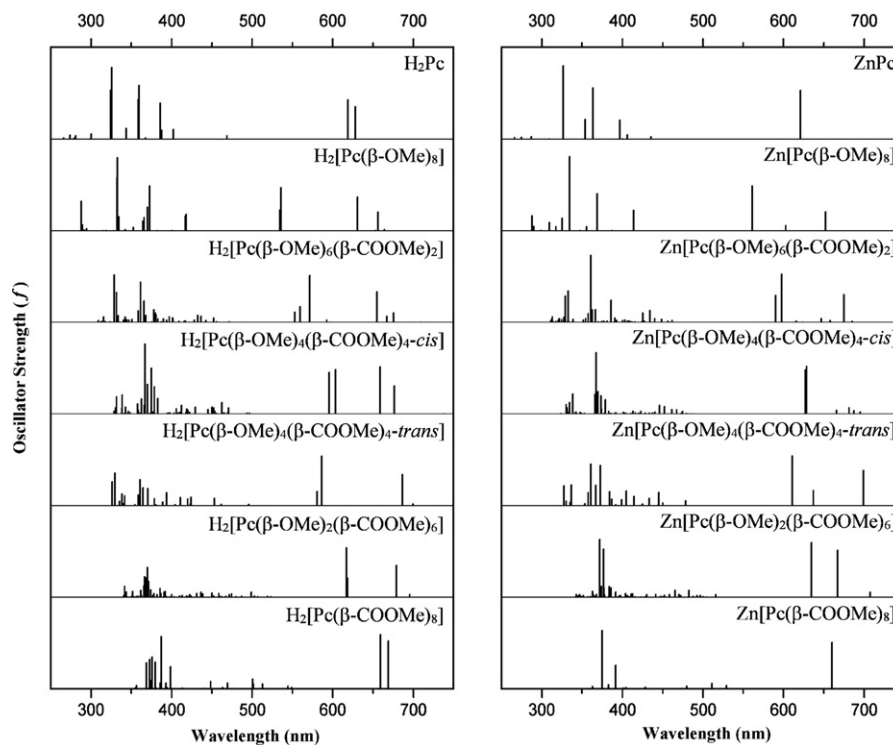 300 400 500 600 700
300 400 500 600 700
H₂Pc
ZnPc
H₂[Pc(β-OMe)₈]
Zn[Pc(β-OMe)₈]
H₂[Pc(β-OMe)₆(β-COOMe)₂]
Zn[Pc(β-OMe)₆(β-COOMe)₂]
H₂[Pc(β-OMe)₄(β-COOMe)₄-cis]
Zn[Pc(β-OMe)₄(β-COOMe)₄-cis]
H₂[Pc(β-OMe)₄(β-COOMe)₄-trans]
Zn[Pc(β-OMe)₄(β-COOMe)₄-trans]
H₂[Pc(β-OMe)₂(β-COOMe)₆]
Zn[Pc(β-OMe)₂(β-COOMe)₆]
H₂[Pc(β-COOMe)₈]
Zn[Pc(β-COOMe)₈]
Oscillator Strength (f)
300 400 500 600 700
300 400 500 600 700
Wavelength (nm)
Wavelength (nm)